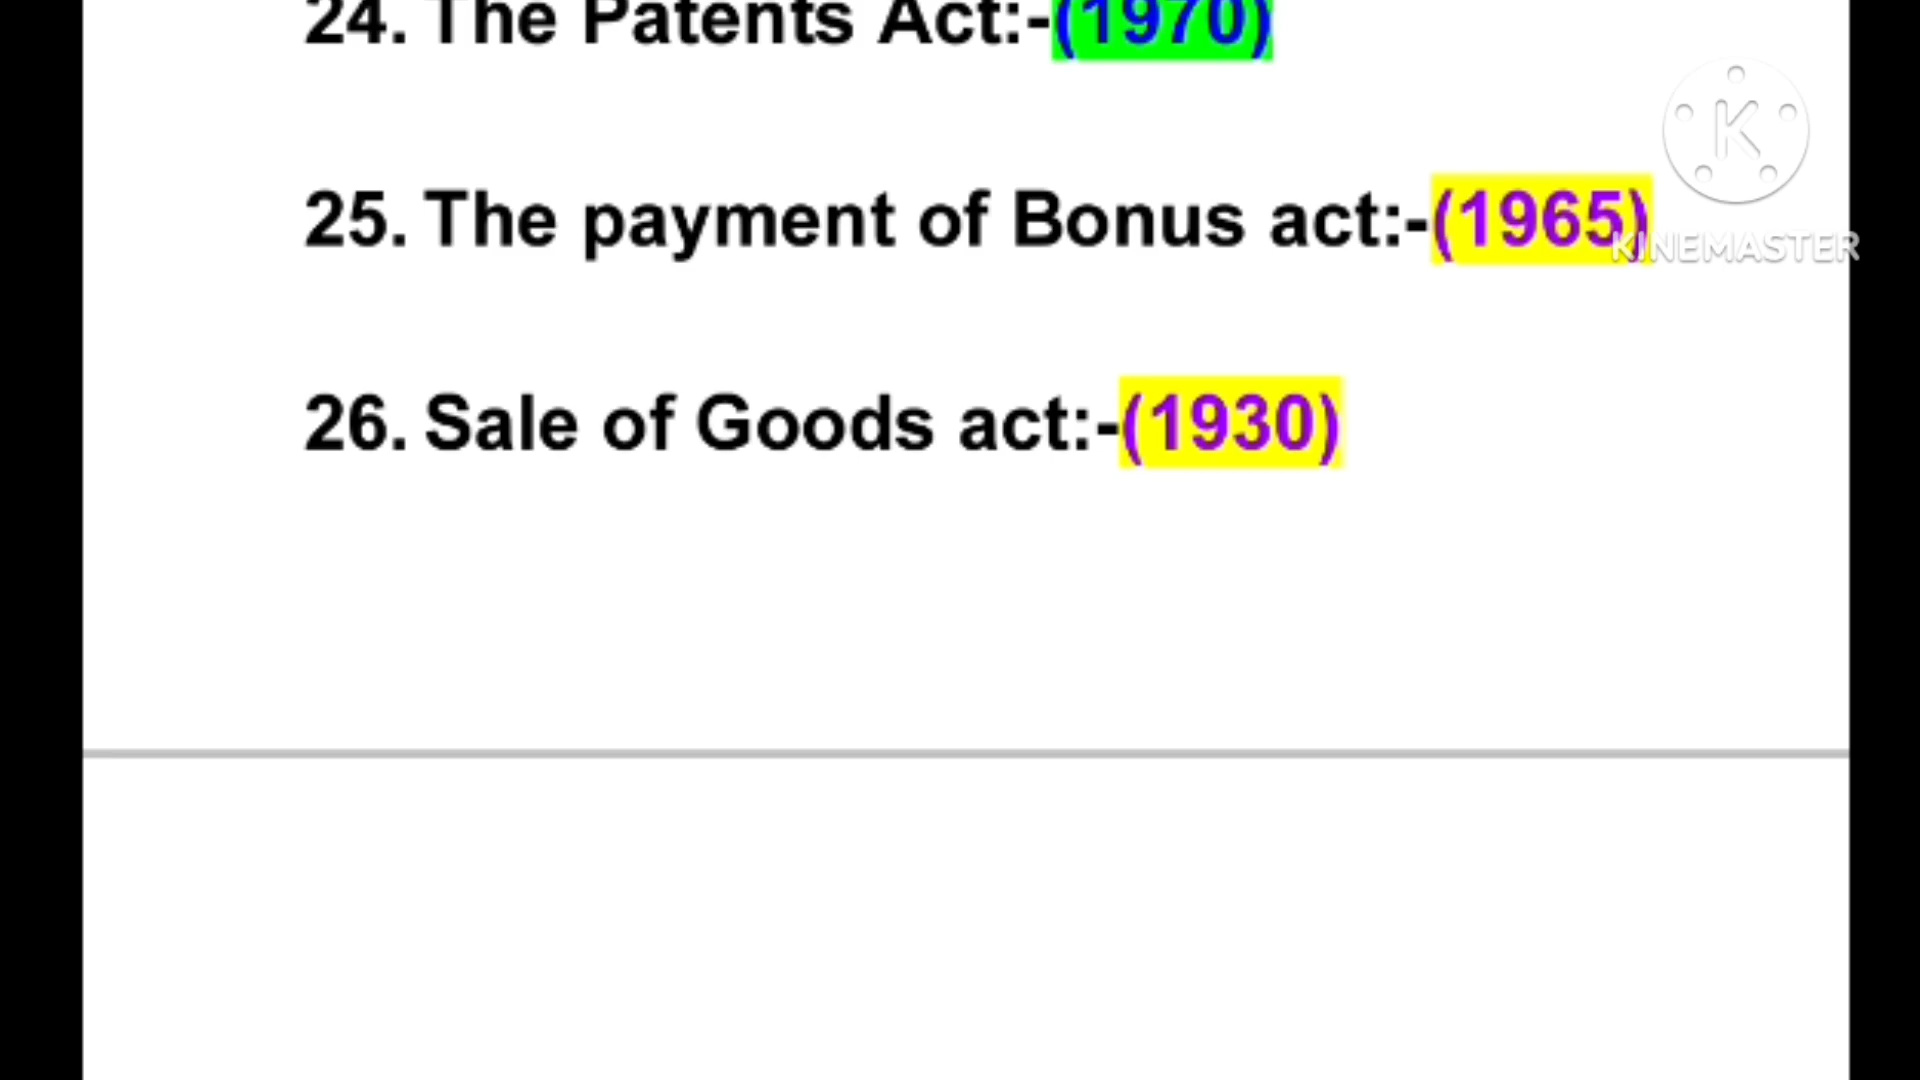 24. The Patents Act:-(1970)
K
25. The payment of Bonus act:-(1965)
KINEMASTER
26. Sale of Goods act:-(1930)